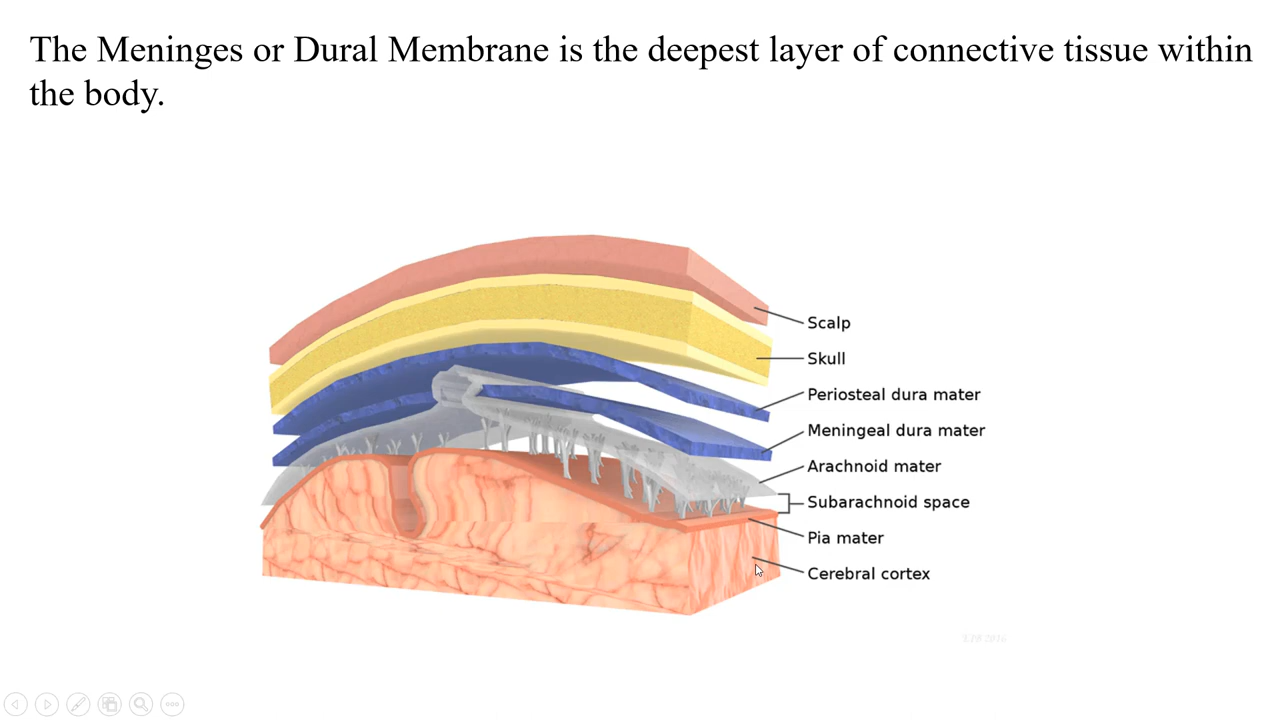 The Meninges or Dural Membrane is the deepest layer of connective tissue within
the body.
Scalp
Skull
Periosteal dura mater
Meningeal dura mater
Arachnoid mater
Subarachnoid space
Pia mater
Cerebral cortex